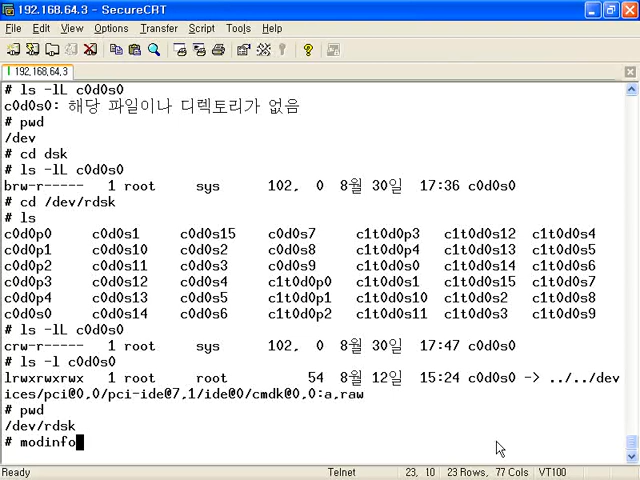 192.168.64.3 - SecureCRT
File Edit View Options Transfer Script Tools Help
192,168,64,3
# ls -lL c0d0s0
c0d0s0: 해당 파일이나 디렉토리가 없음
# pwd
/dev
# cd dsk
# ls -lL c0d0s0
brw-r----- 1 root sys 102, 0 8월 30일 17:36 c0d0s0
# cd /dev/rdsk
# ls
c0d0p0 c0d0s1 c0d0s15 c0d0s7 c1t0d0p3 c1t0d0s12 c1t0d0s4
c0d0p1 c0d0s10 c0d0s2 c0d0s8 c1t0d0p4 c1t0d0s13 c1t0d0s5
c0d0p2 c0d0s11 c0d0s3 c0d0s9 c1t0d0s0 c1t0d0s14 c1t0d0s6
c0d0p3 c0d0s12 c0d0s4 c1t0d0p0 c1t0d0s1 c1t0d0s15 c1t0d0s7
c0d0p4 c0d0s13 c0d0s5 c1t0d0p1 c1t0d0s10 c1t0d0s2 c1t0d0s8
c0d0s0 c0d0s14 c0d0s6 c1t0d0p2 c1t0d0s11 c1t0d0s3 c1t0d0s9
# ls -lL c0d0s0
crw-r----- 1 root sys 102, 0 8월 30일 17:47 c0d0s0
# ls -l c0d0s0
lrwxrwxrwx 1 root root 54 8월 12일 15:24 c0d0s0 -> ../../dev
ices/pci@0,0/pci-ide@7,1/ide@0/cmdk@0,0:a,raw
# pwd
/dev/rdsk
# modinfo
Ready Telnet 23, 10 23 Rows, 77 Cols VT100